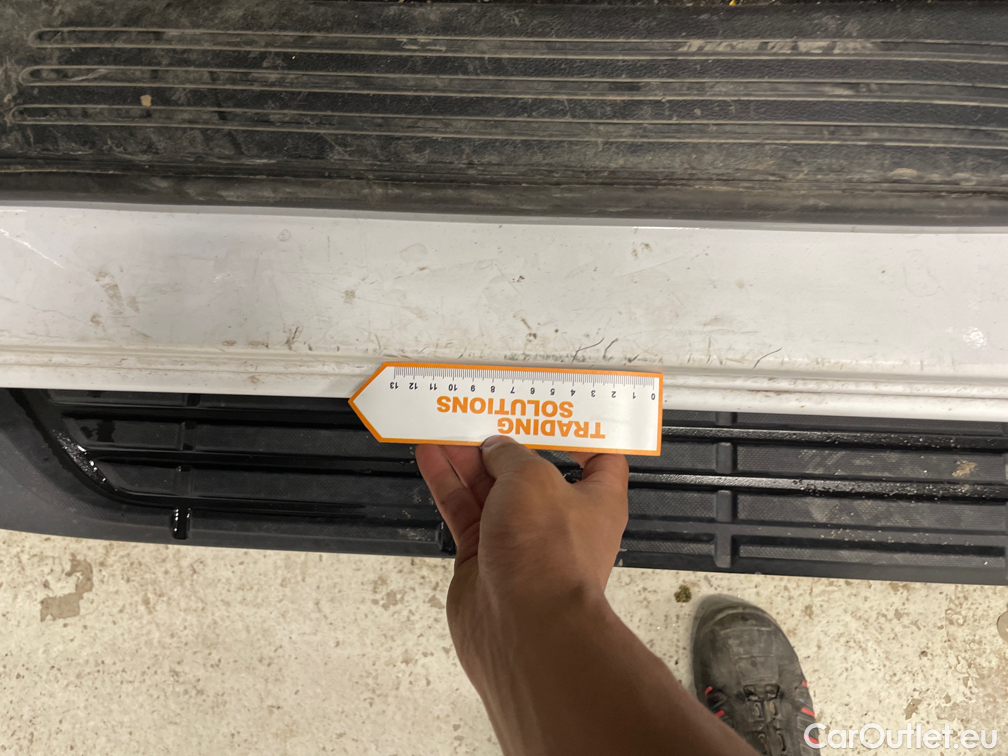 0 1 2 3 4 5 6 7 8 9 10 11 12 13
TRADING
SOLUTIONS
CarOutlet.eu